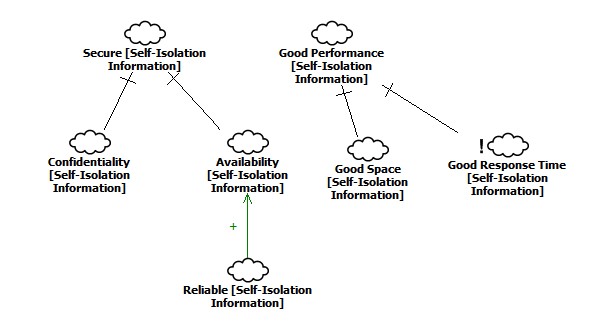 Secure [Self-Isolation
Information]
Good Performance
[Self-Isolation
Information]
Confidentiality
[Self-Isolation
Information]
Availability
[Self-Isolation
Information]
Good Space
[Self-Isolation
Information]
!
Good Response Time
[Self-Isolation
Information]
+
Reliable [Self-Isolation
Information]